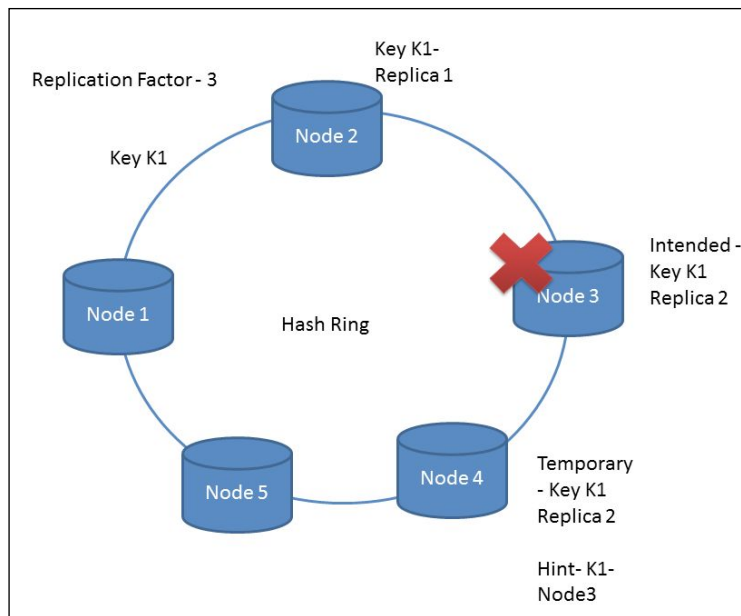 Key K1-
Replica 1
Replication Factor - 3
Node 2
Key K1
Intended -
Key K1
Replica 2
Node 3
Node 1
Hash Ring
Node 5
Node 4
Temporary
- Key K1
Replica 2
Hint- K1-
Node3